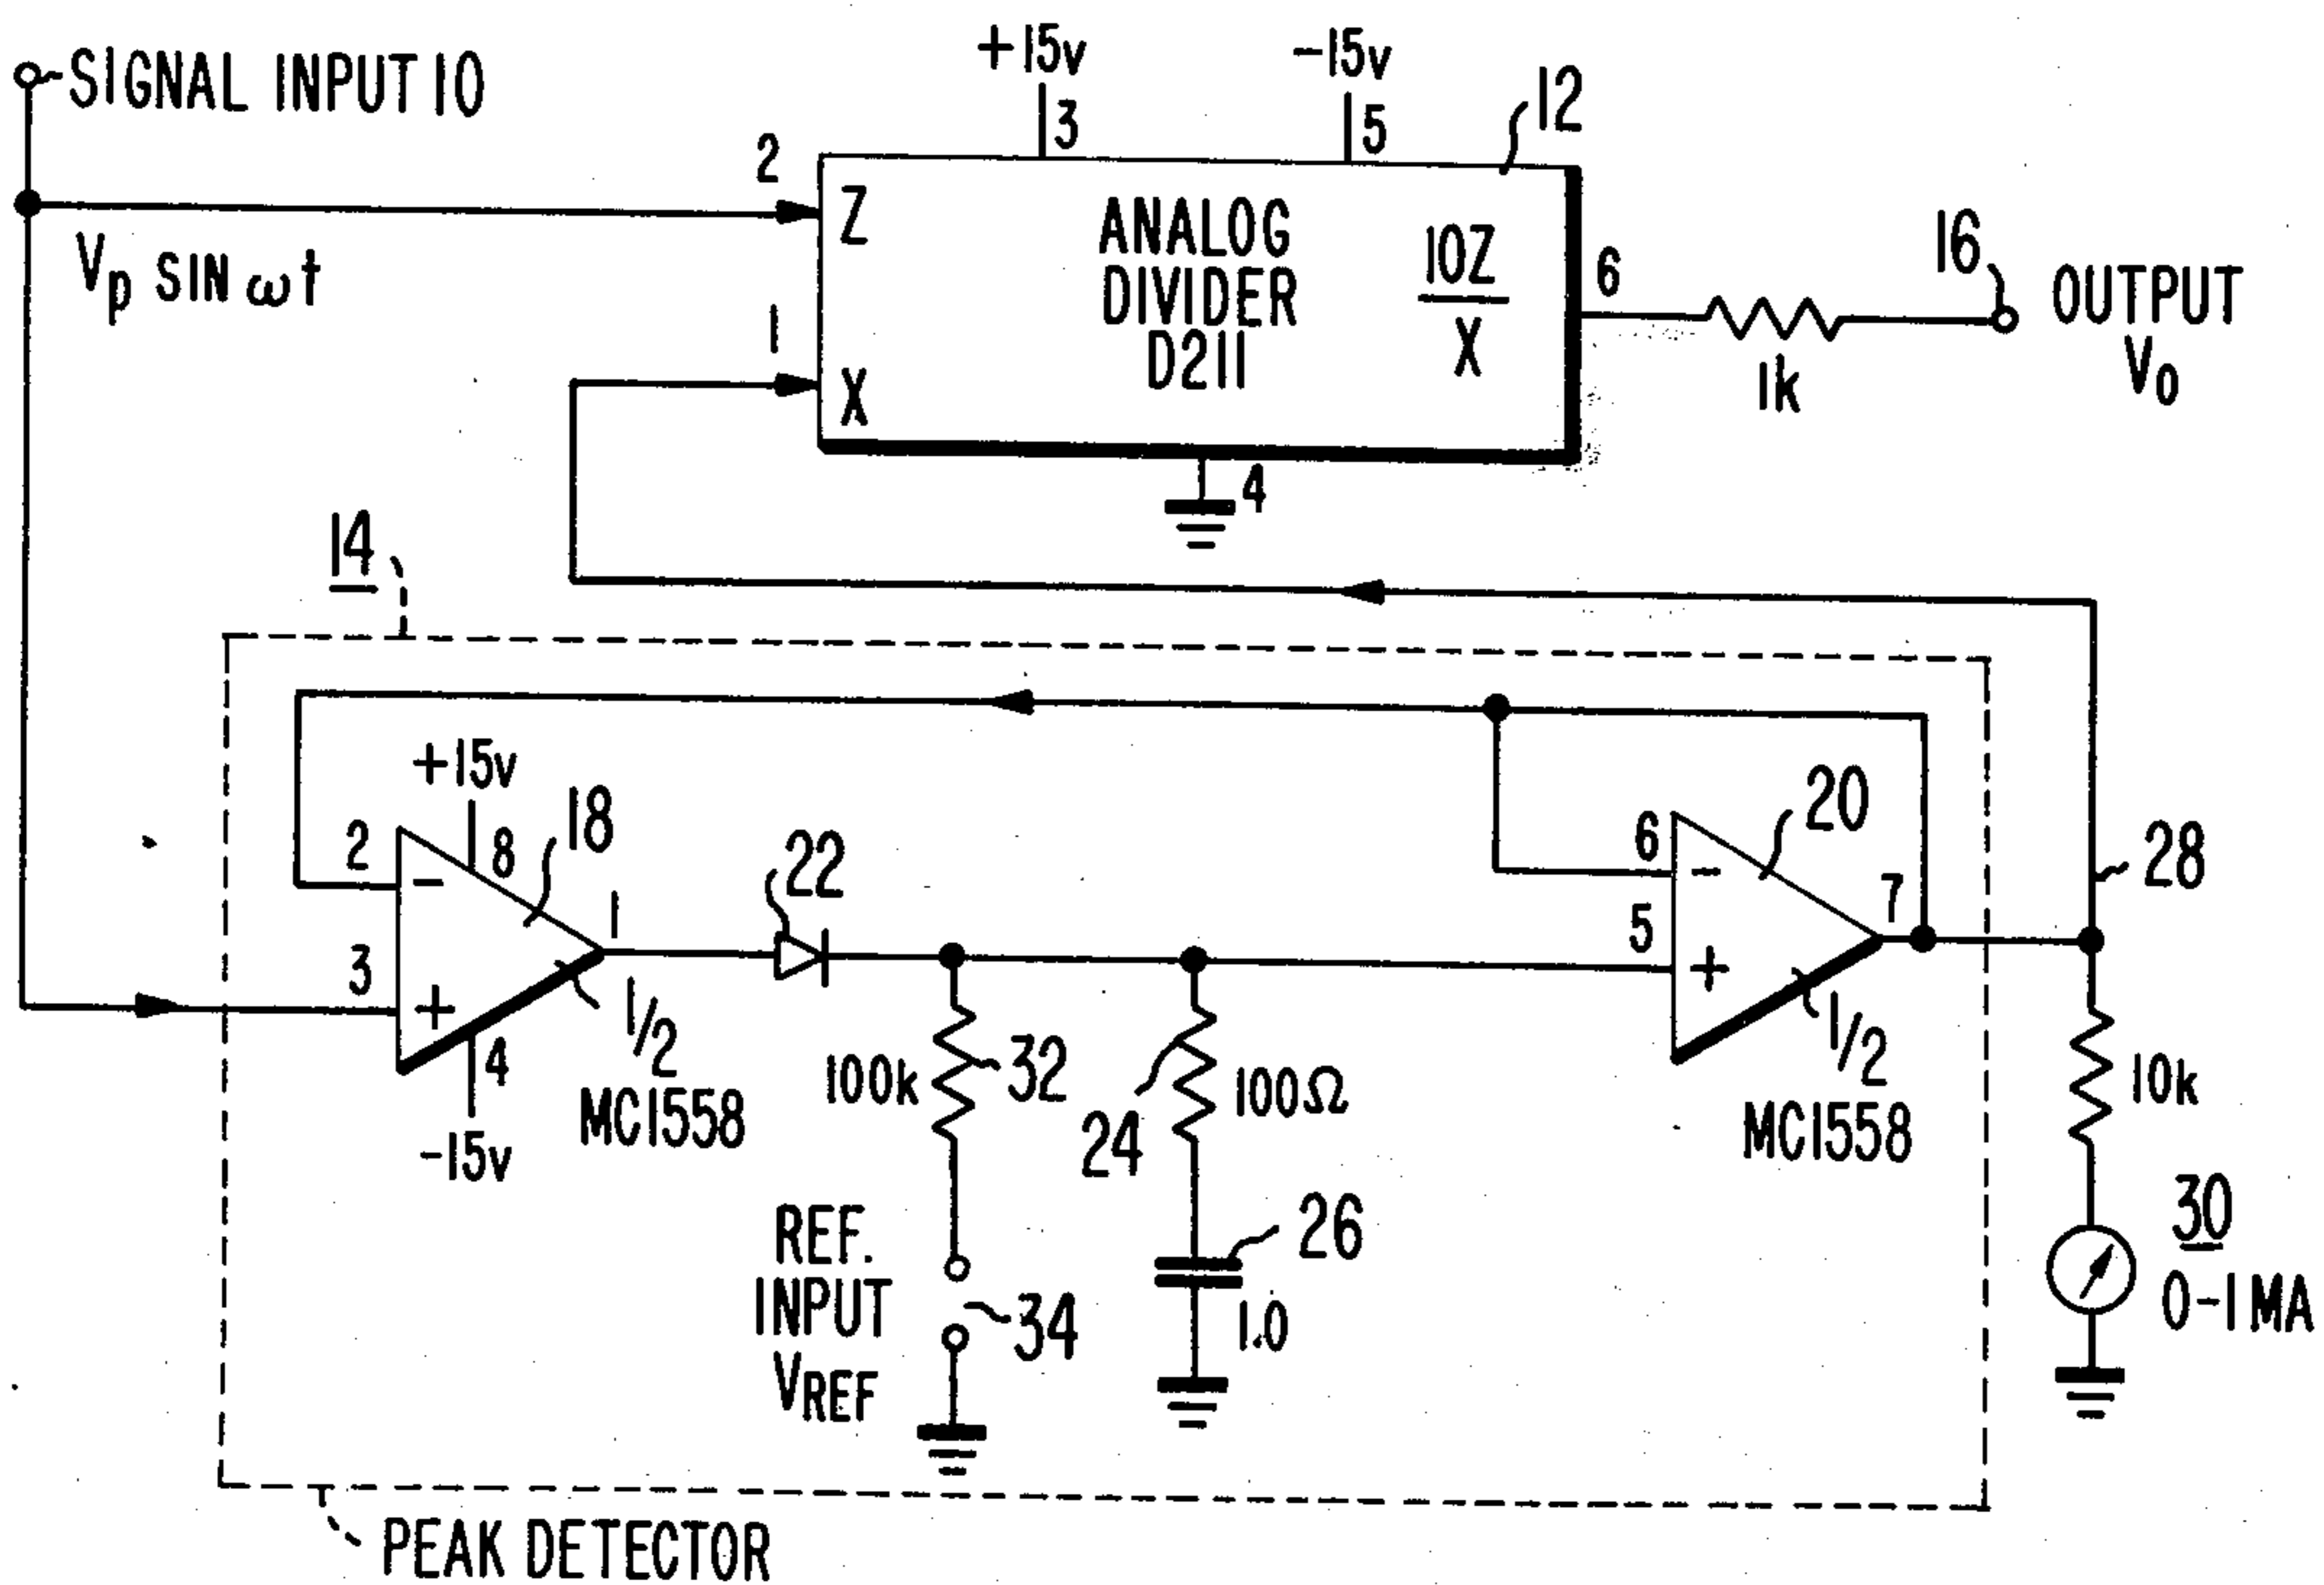 SIGNAL INPUT 10
+15v
-15v
3
5
12
2
Z
ANALOG
DIVIDER
D211
10Z
X
6
16
OUTPUT
V0
Vp SIN ωt
1
X
1k
4
14
+15v
8
18
2
-
3
+
4
-15v
1
1/2
MC1558
22
100k
32
24
100Ω
REF.
INPUT
VREF
34
26
1.0
6
-
5
+
20
7
1/2
MC1558
28
10k
30
0-1MA
PEAK DETECTOR